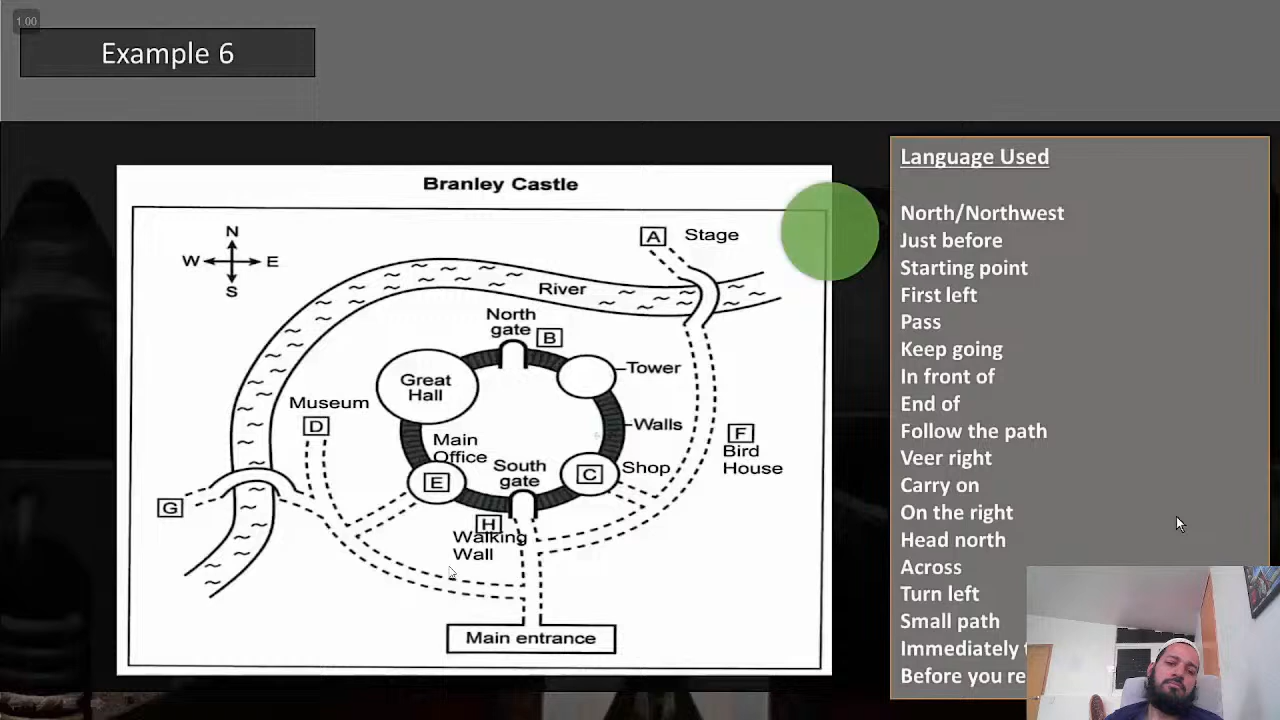 1.00
Example 6
Branley Castle
N
W E
S
A Stage
River
North
gate B
Tower
Great
Hall
Museum
D
Walls
F
Bird
House
Main
Office
E
South
gate
C Shop
G
H
Walking
Wall
Main entrance
Language Used
North/Northwest
Just before
Starting point
First left
Pass
Keep going
In front of
End of
Follow the path
Veer right
Carry on
On the right
Head north
Across
Turn left
Small path
Immediately
Before you